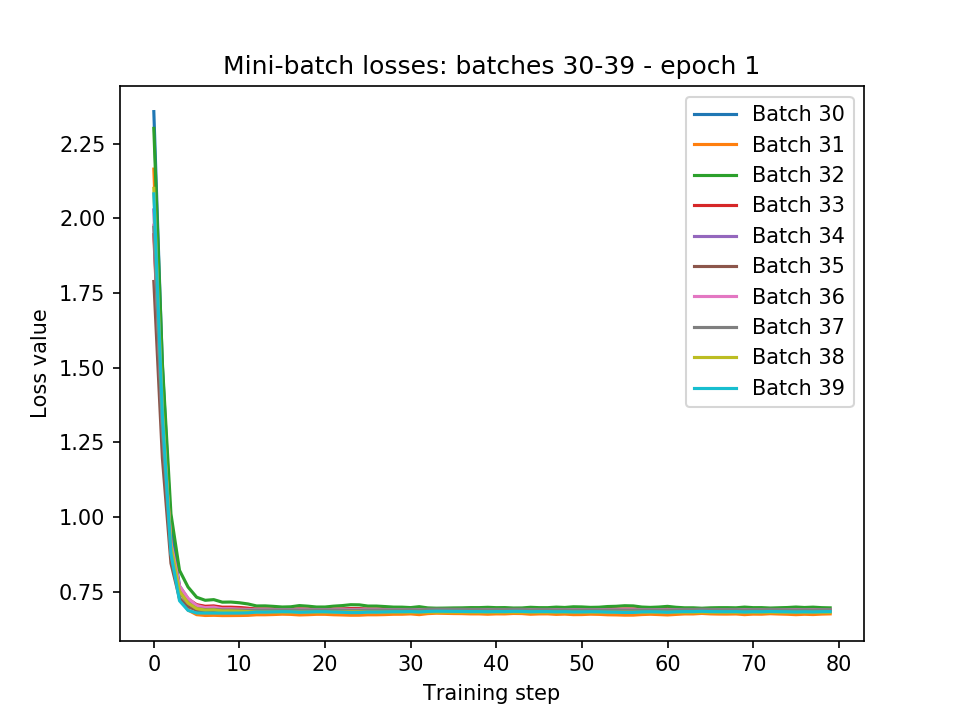 Mini-batch losses: batches 30-39 - epoch 1
Batch 30
Batch 31
Batch 32
Batch 33
Batch 34
Batch 35
Batch 36
Batch 37
Batch 38
Batch 39
Loss value
2.25
2.00
1.75
1.50
1.25
1.00
0.75
0 10 20 30 40 50 60 70 80
Training step